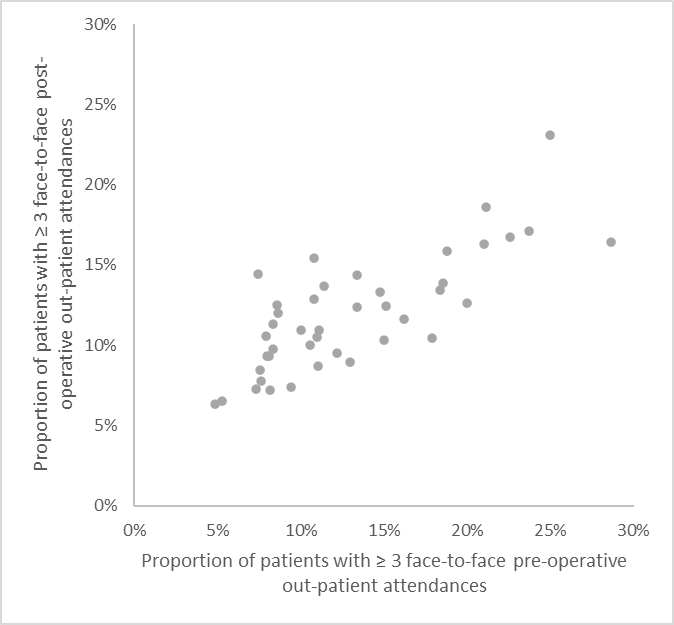 Proportion of patients with ≥ 3 face-to-face post-
operative out-patient attendances
30%
25%
20%
15%
10%
5%
0%
0% 5% 10% 15% 20% 25% 30%
Proportion of patients with ≥ 3 face-to-face pre-operative
out-patient attendances